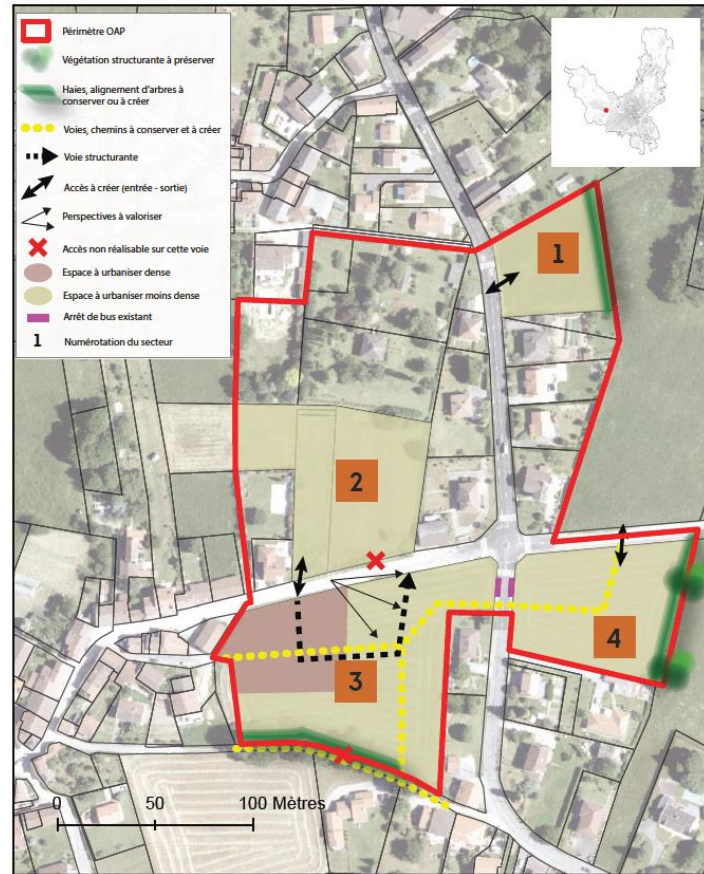 Périmètre OAP
Végétation structurante à préserver
Haies, alignement d'arbres à
conserver ou à créer
Voies, chemins à conserver et à créer
Voie structurante
Accès à créer (entrée - sortie)
Perspectives à valoriser
Accès non réalisable sur cette voie
Espace à urbaniser dense
Espace à urbaniser moins dense
Arrêt de bus existant
1 Numérotation du secteur
1
2
3
4
0 50 100 Mètres